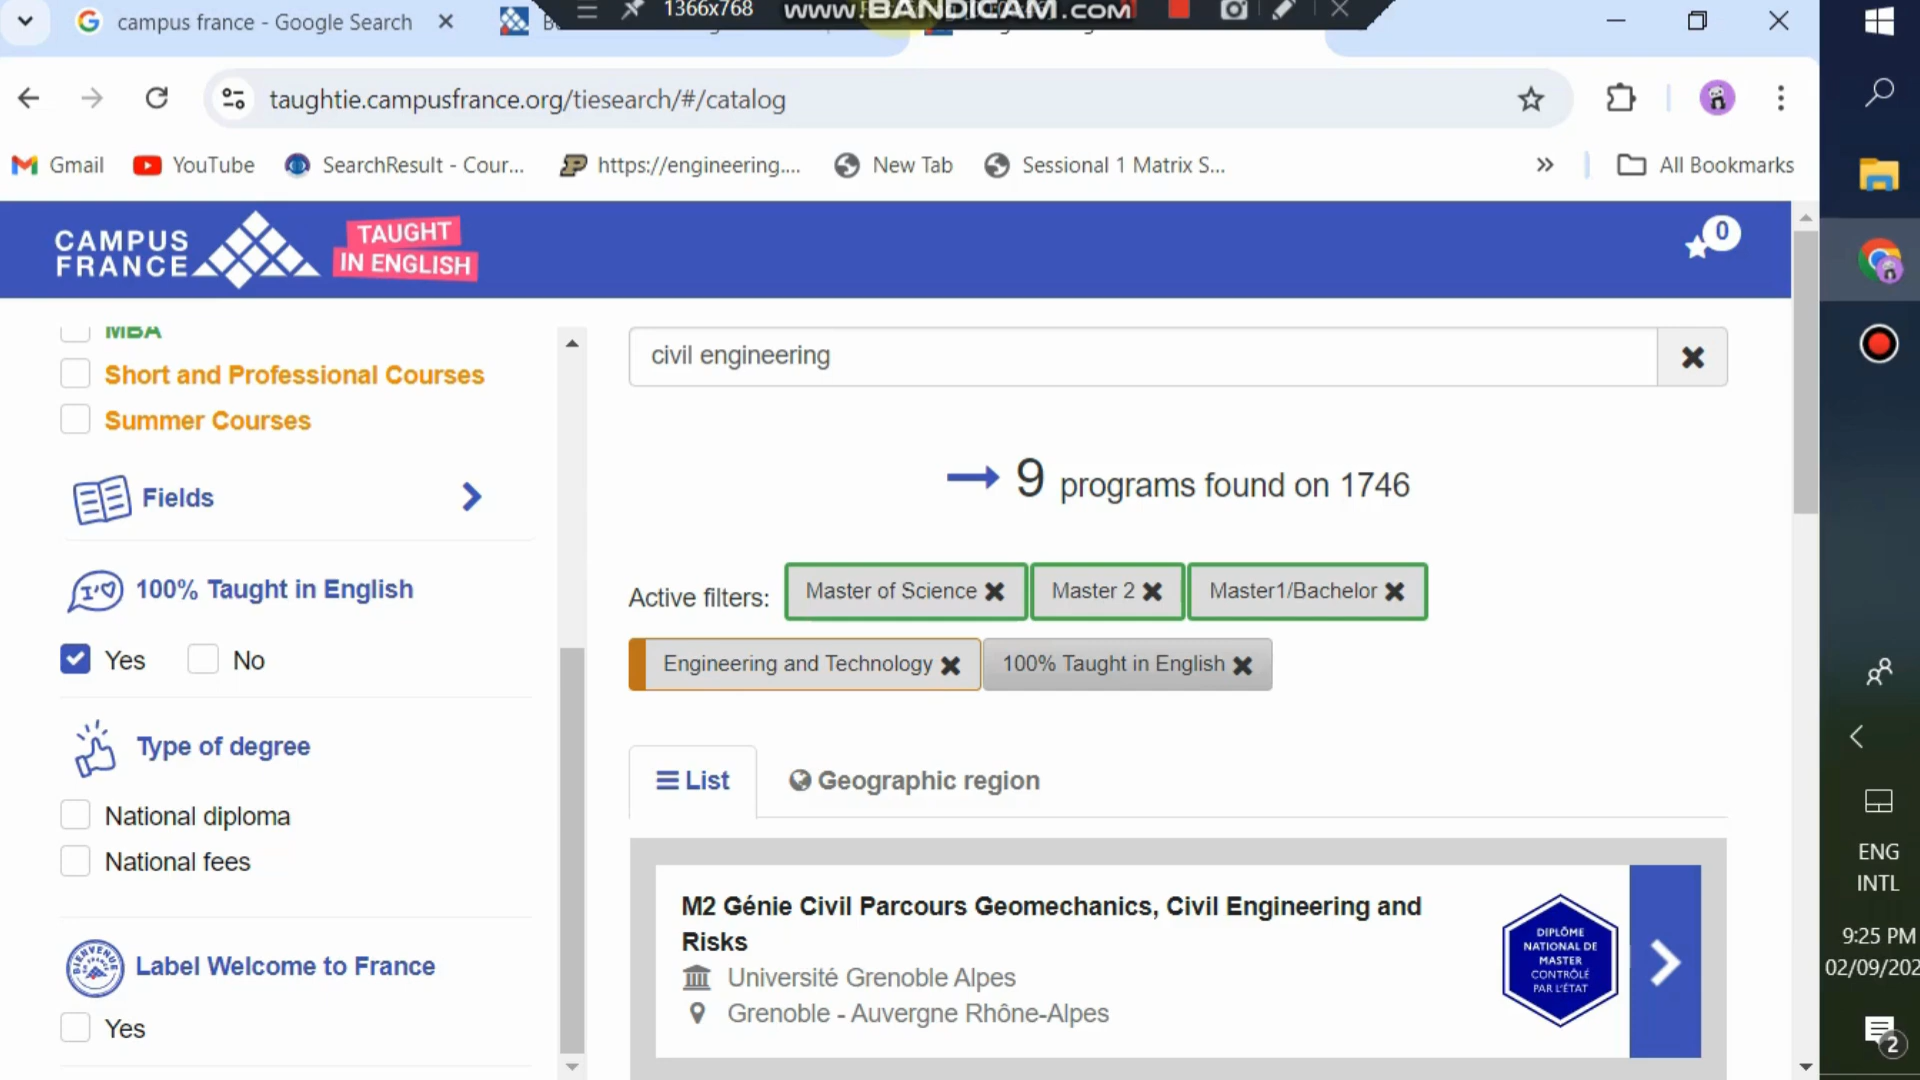 campus france - Google Search
1366x768
www.BANDICAM.com
taughtie.campusfrance.org/tiesearch/#/catalog
Gmail
YouTube
SearchResult - Cour...
https://engineering....
New Tab
Sessional 1 Matrix S...
All Bookmarks
CAMPUS
FRANCE
TAUGHT
IN ENGLISH
0
MBA
Short and Professional Courses
Summer Courses
Fields
100% Taught in English
Yes
No
Type of degree
National diploma
National fees
Label Welcome to France
Yes
civil engineering
9 programs found on 1746
Active filters:
Master of Science
Master 2
Master1/Bachelor
Engineering and Technology
100% Taught in English
List
Geographic region
M2 Génie Civil Parcours Geomechanics, Civil Engineering and
Risks
Université Grenoble Alpes
Grenoble - Auvergne Rhône-Alpes
DIPLÔME
NATIONAL DE
MASTER
CONTRÔLÉ
PAR L'ÉTAT
ENG
INTL
9:25 PM
02/09/202
2